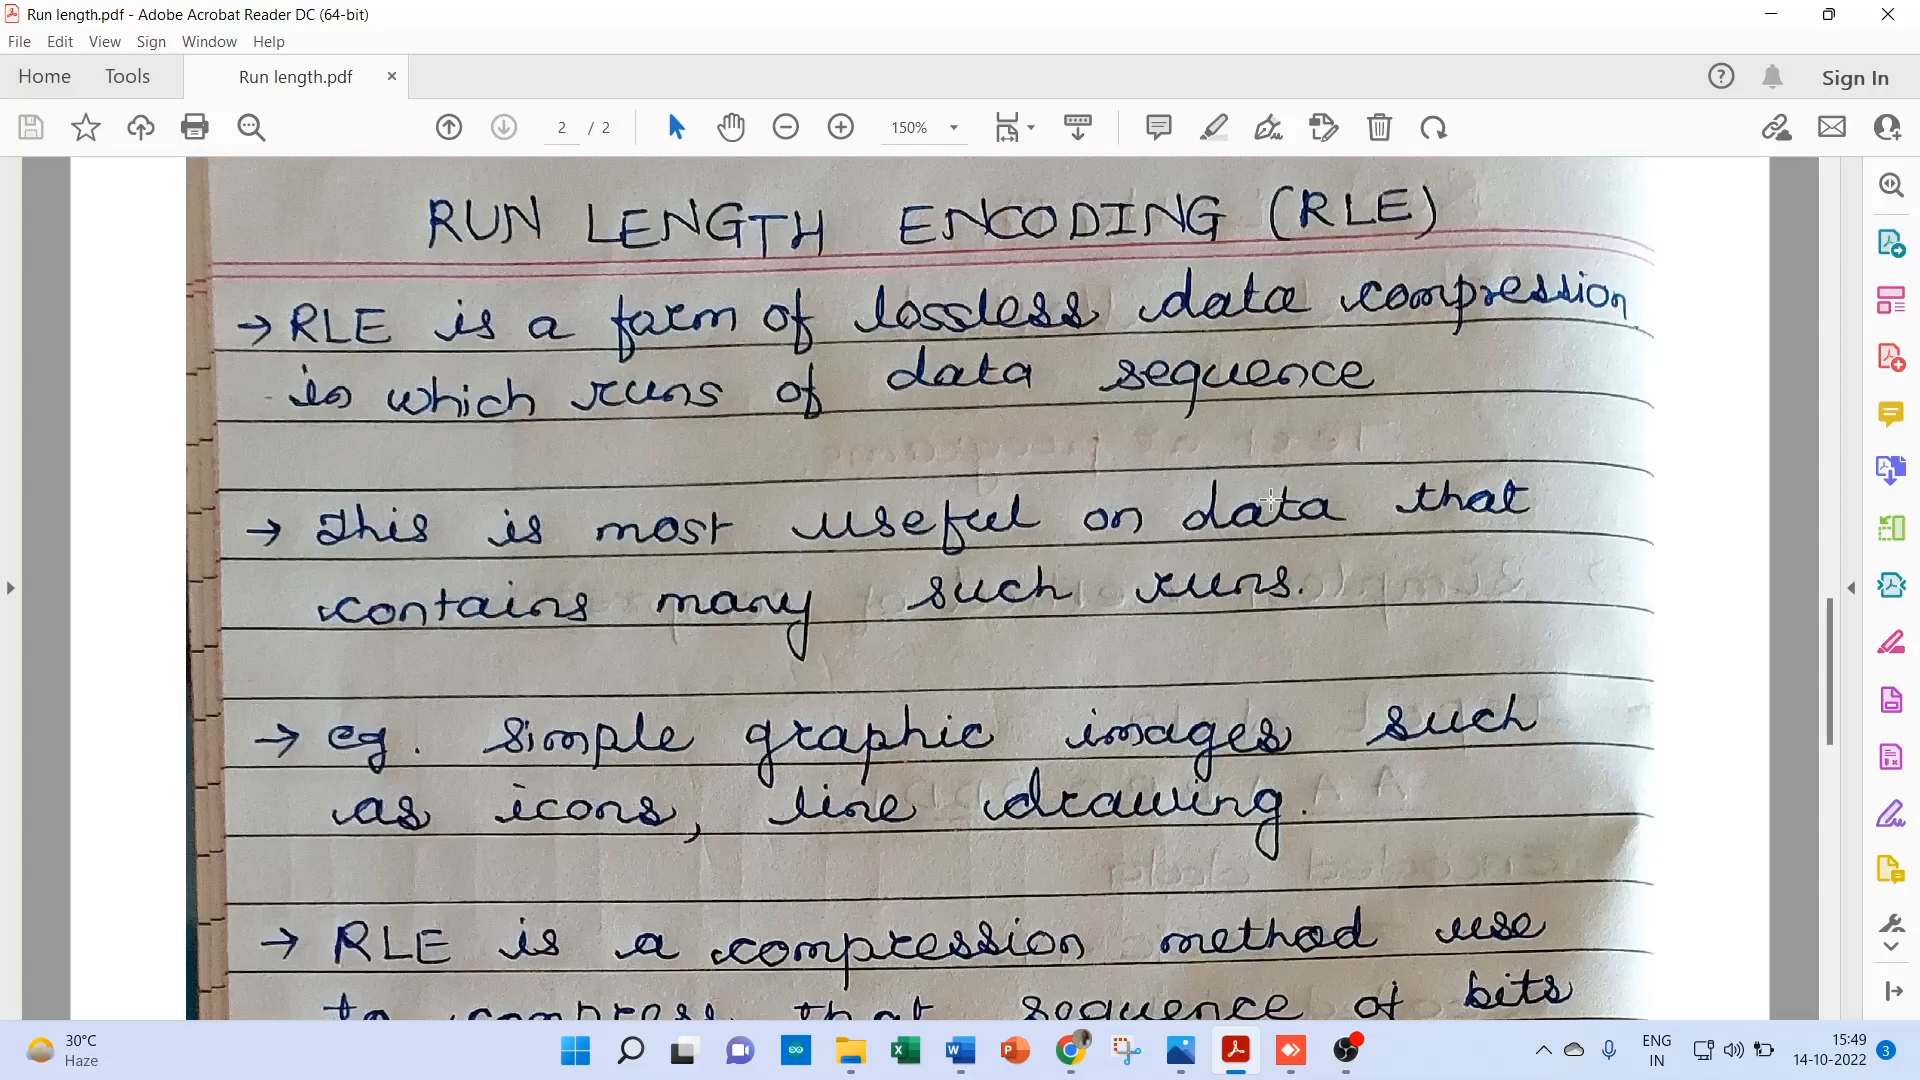 Run length.pdf - Adobe Acrobat Reader DC (64-bit)
File Edit View Sign Window Help
Home Tools Run length.pdf × Sign In
2 / 2 150%
RUN LENGTH ENCODING (RLE)
→ RLE is a form of lossless data compression
in which runs of data sequence
→ This is most useful on data that
contains many such runs.
→ eg. simple graphic images such
as icons, line drawing.
→ RLE is a compression method use
to compress that sequence of bits
30°C
Haze
ENG
IN
15:49
14-10-2022
3